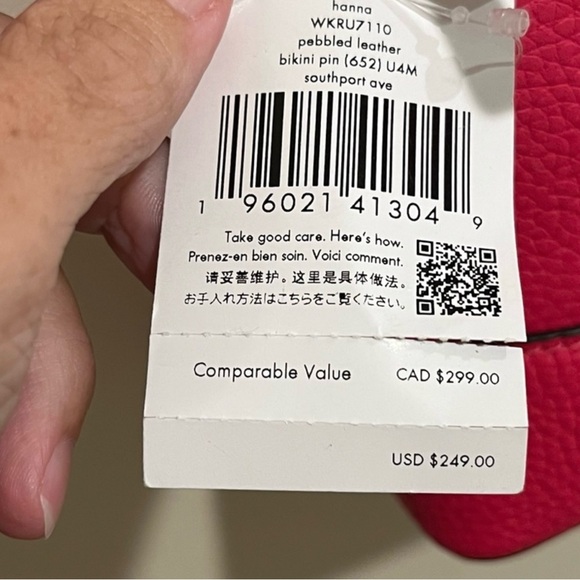 hanna
WKRU7110
pebbled leather
bikini pin (652) U4M
southport ave
1 96021 41304 9
Take good care. Here's how.
Prenez-en bien soin. Voici comment.
请妥善维护。这里是具体做法。
お手入れ方法はこちらをご覧ください。
Comparable Value CAD $299.00
USD $249.00